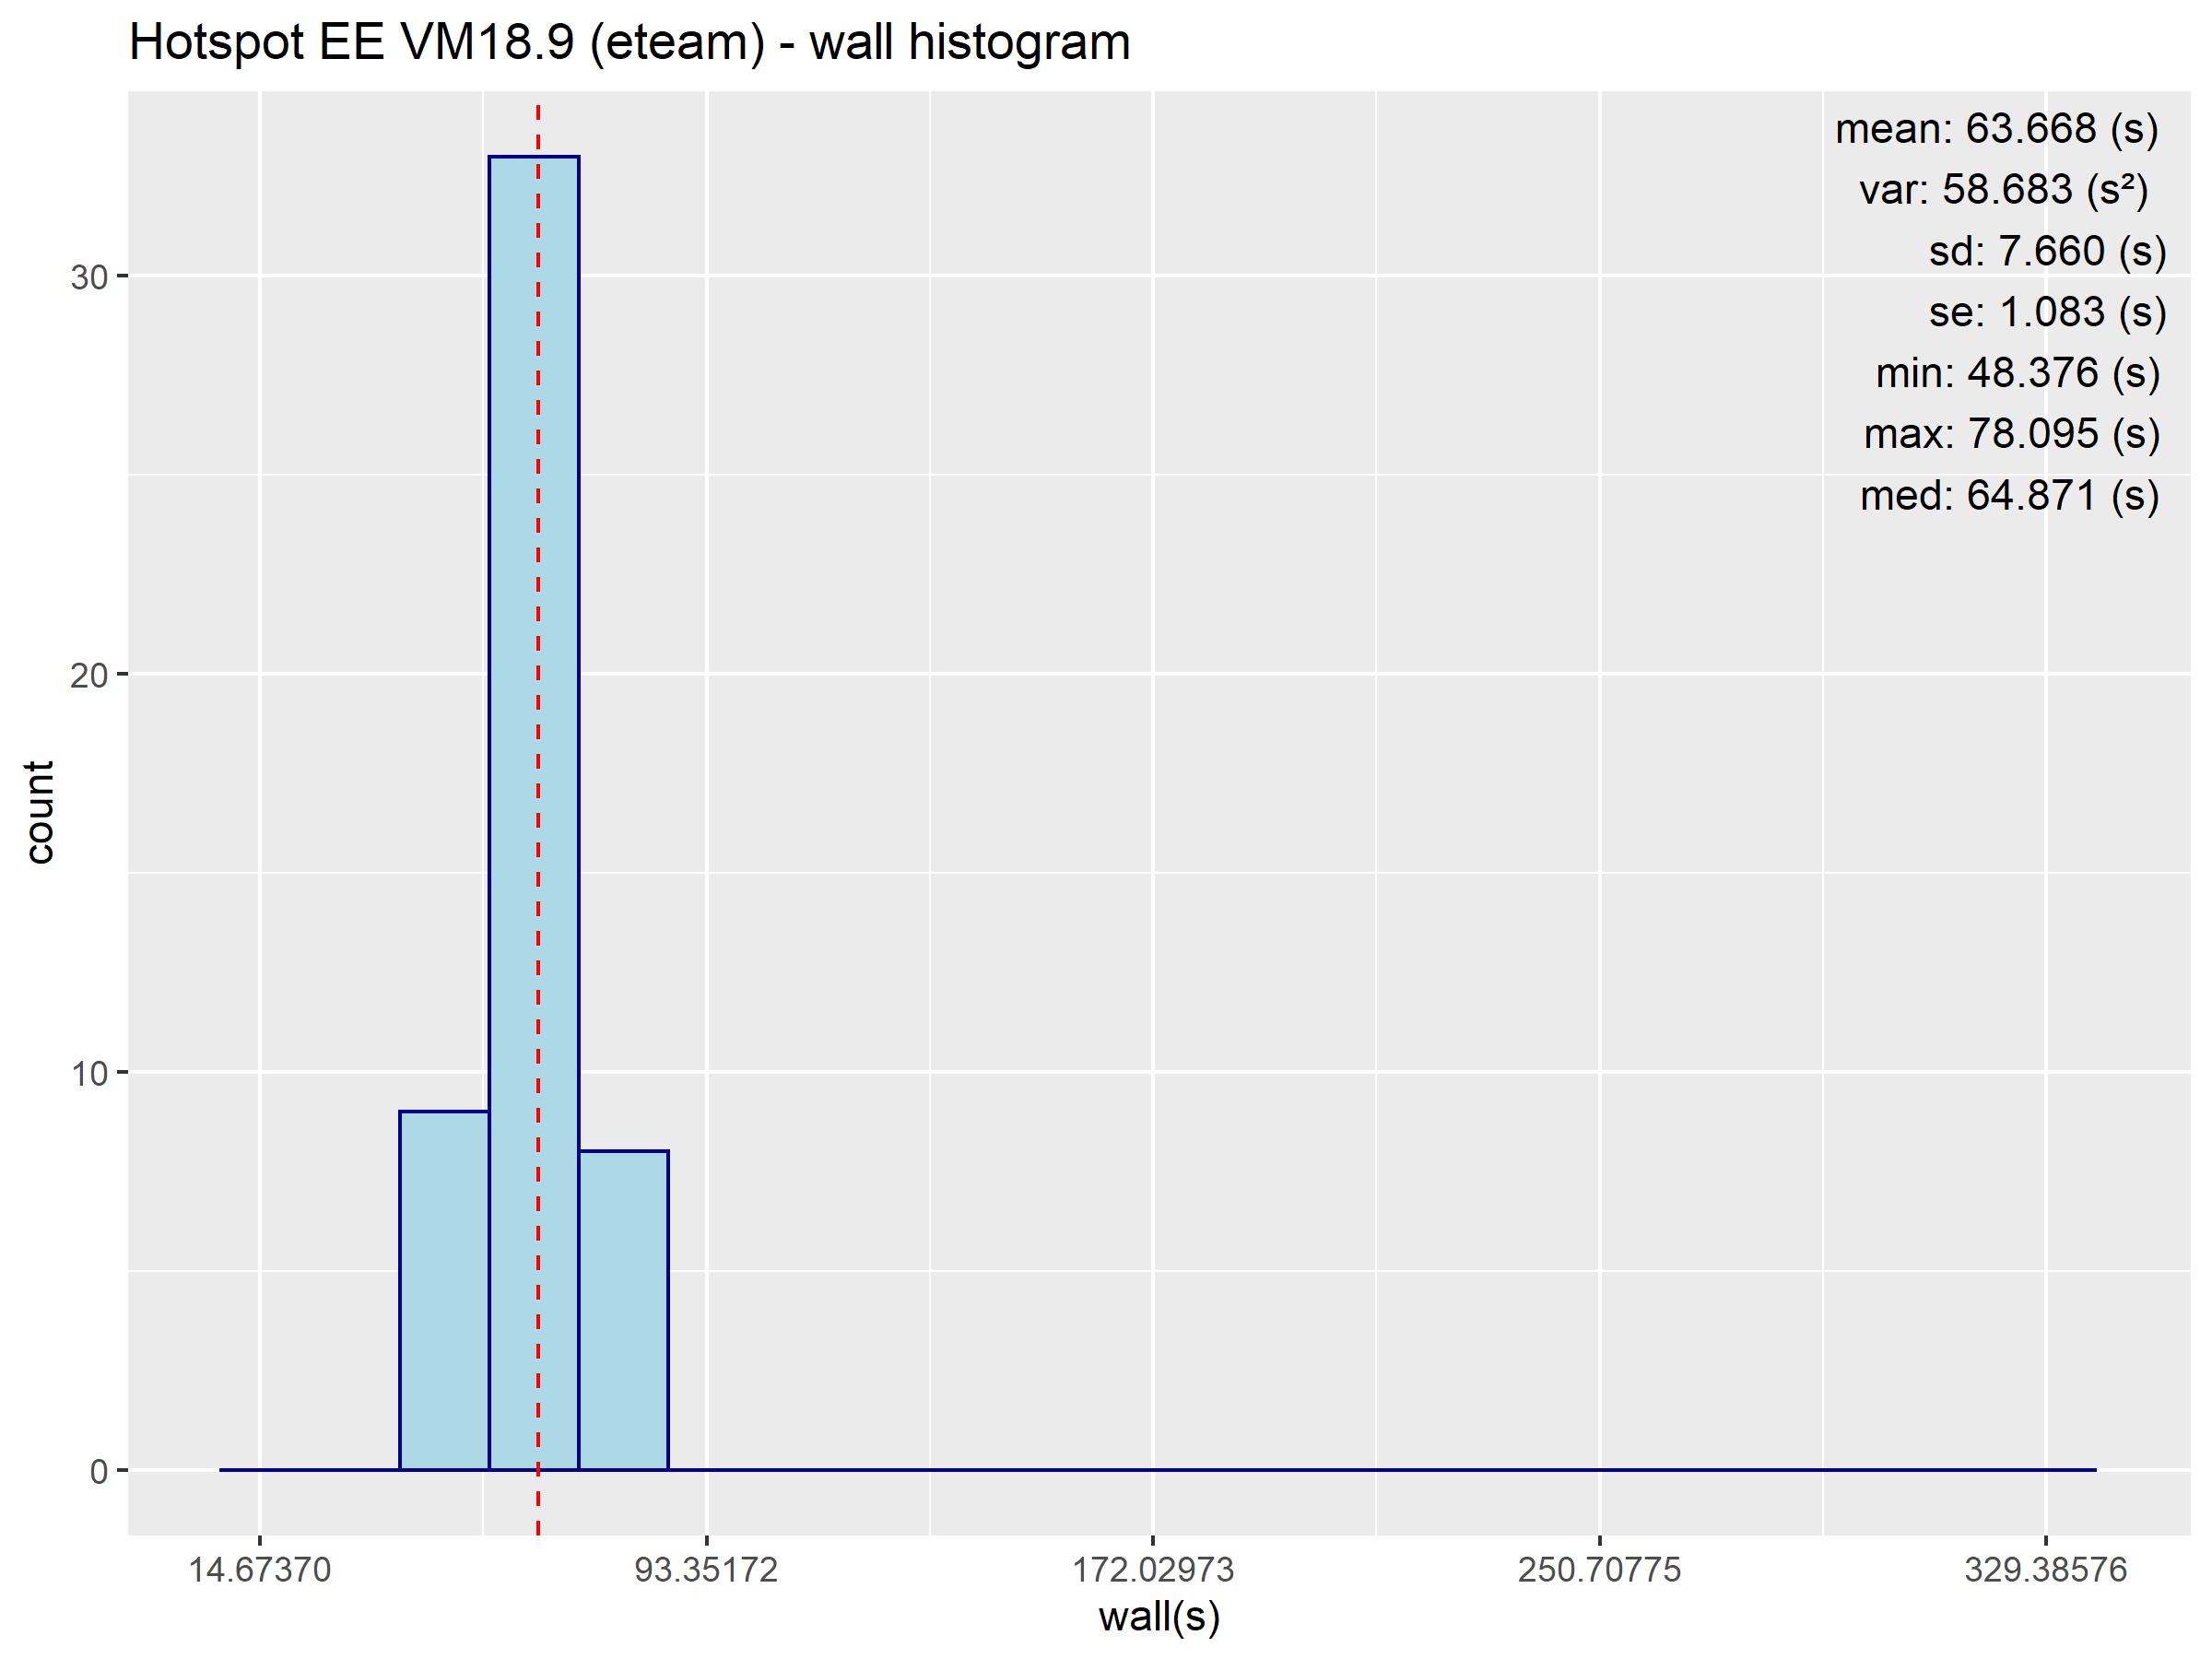 Hotspot EE VM18.9 (eteam) - wall histogram
mean: 63.668 (s)
var: 58.683 (s²)
sd: 7.660 (s)
se: 1.083 (s)
min: 48.376 (s)
max: 78.095 (s)
med: 64.871 (s)
30
20
10
0
count
14.67370
93.35172
172.02973
250.70775
329.38576
wall(s)